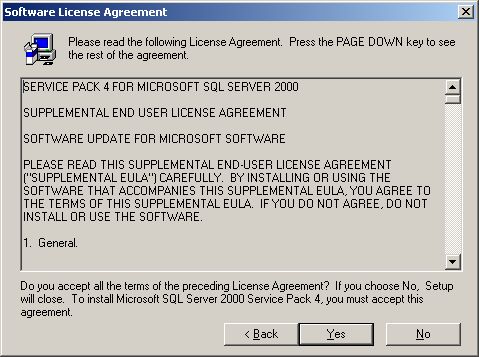 Software License Agreement
Please read the following License Agreement. Press the PAGE DOWN key to see
the rest of the agreement.
SERVICE PACK 4 FOR MICROSOFT SQL SERVER 2000
SUPPLEMENTAL END USER LICENSE AGREEMENT
SOFTWARE UPDATE FOR MICROSOFT SOFTWARE
PLEASE READ THIS SUPPLEMENTAL END-USER LICENSE AGREEMENT
("SUPPLEMENTAL EULA") CAREFULLY. BY INSTALLING OR USING THE
SOFTWARE THAT ACCOMPANIES THIS SUPPLEMENTAL EULA, YOU AGREE TO
THE TERMS OF THIS SUPPLEMENTAL EULA. IF YOU DO NOT AGREE, DO NOT
INSTALL OR USE THE SOFTWARE.
1. General.
Do you accept all the terms of the preceding License Agreement? If you choose No, Setup
will close. To install Microsoft SQL Server 2000 Service Pack 4, you must accept this
agreement.
< Back Yes No